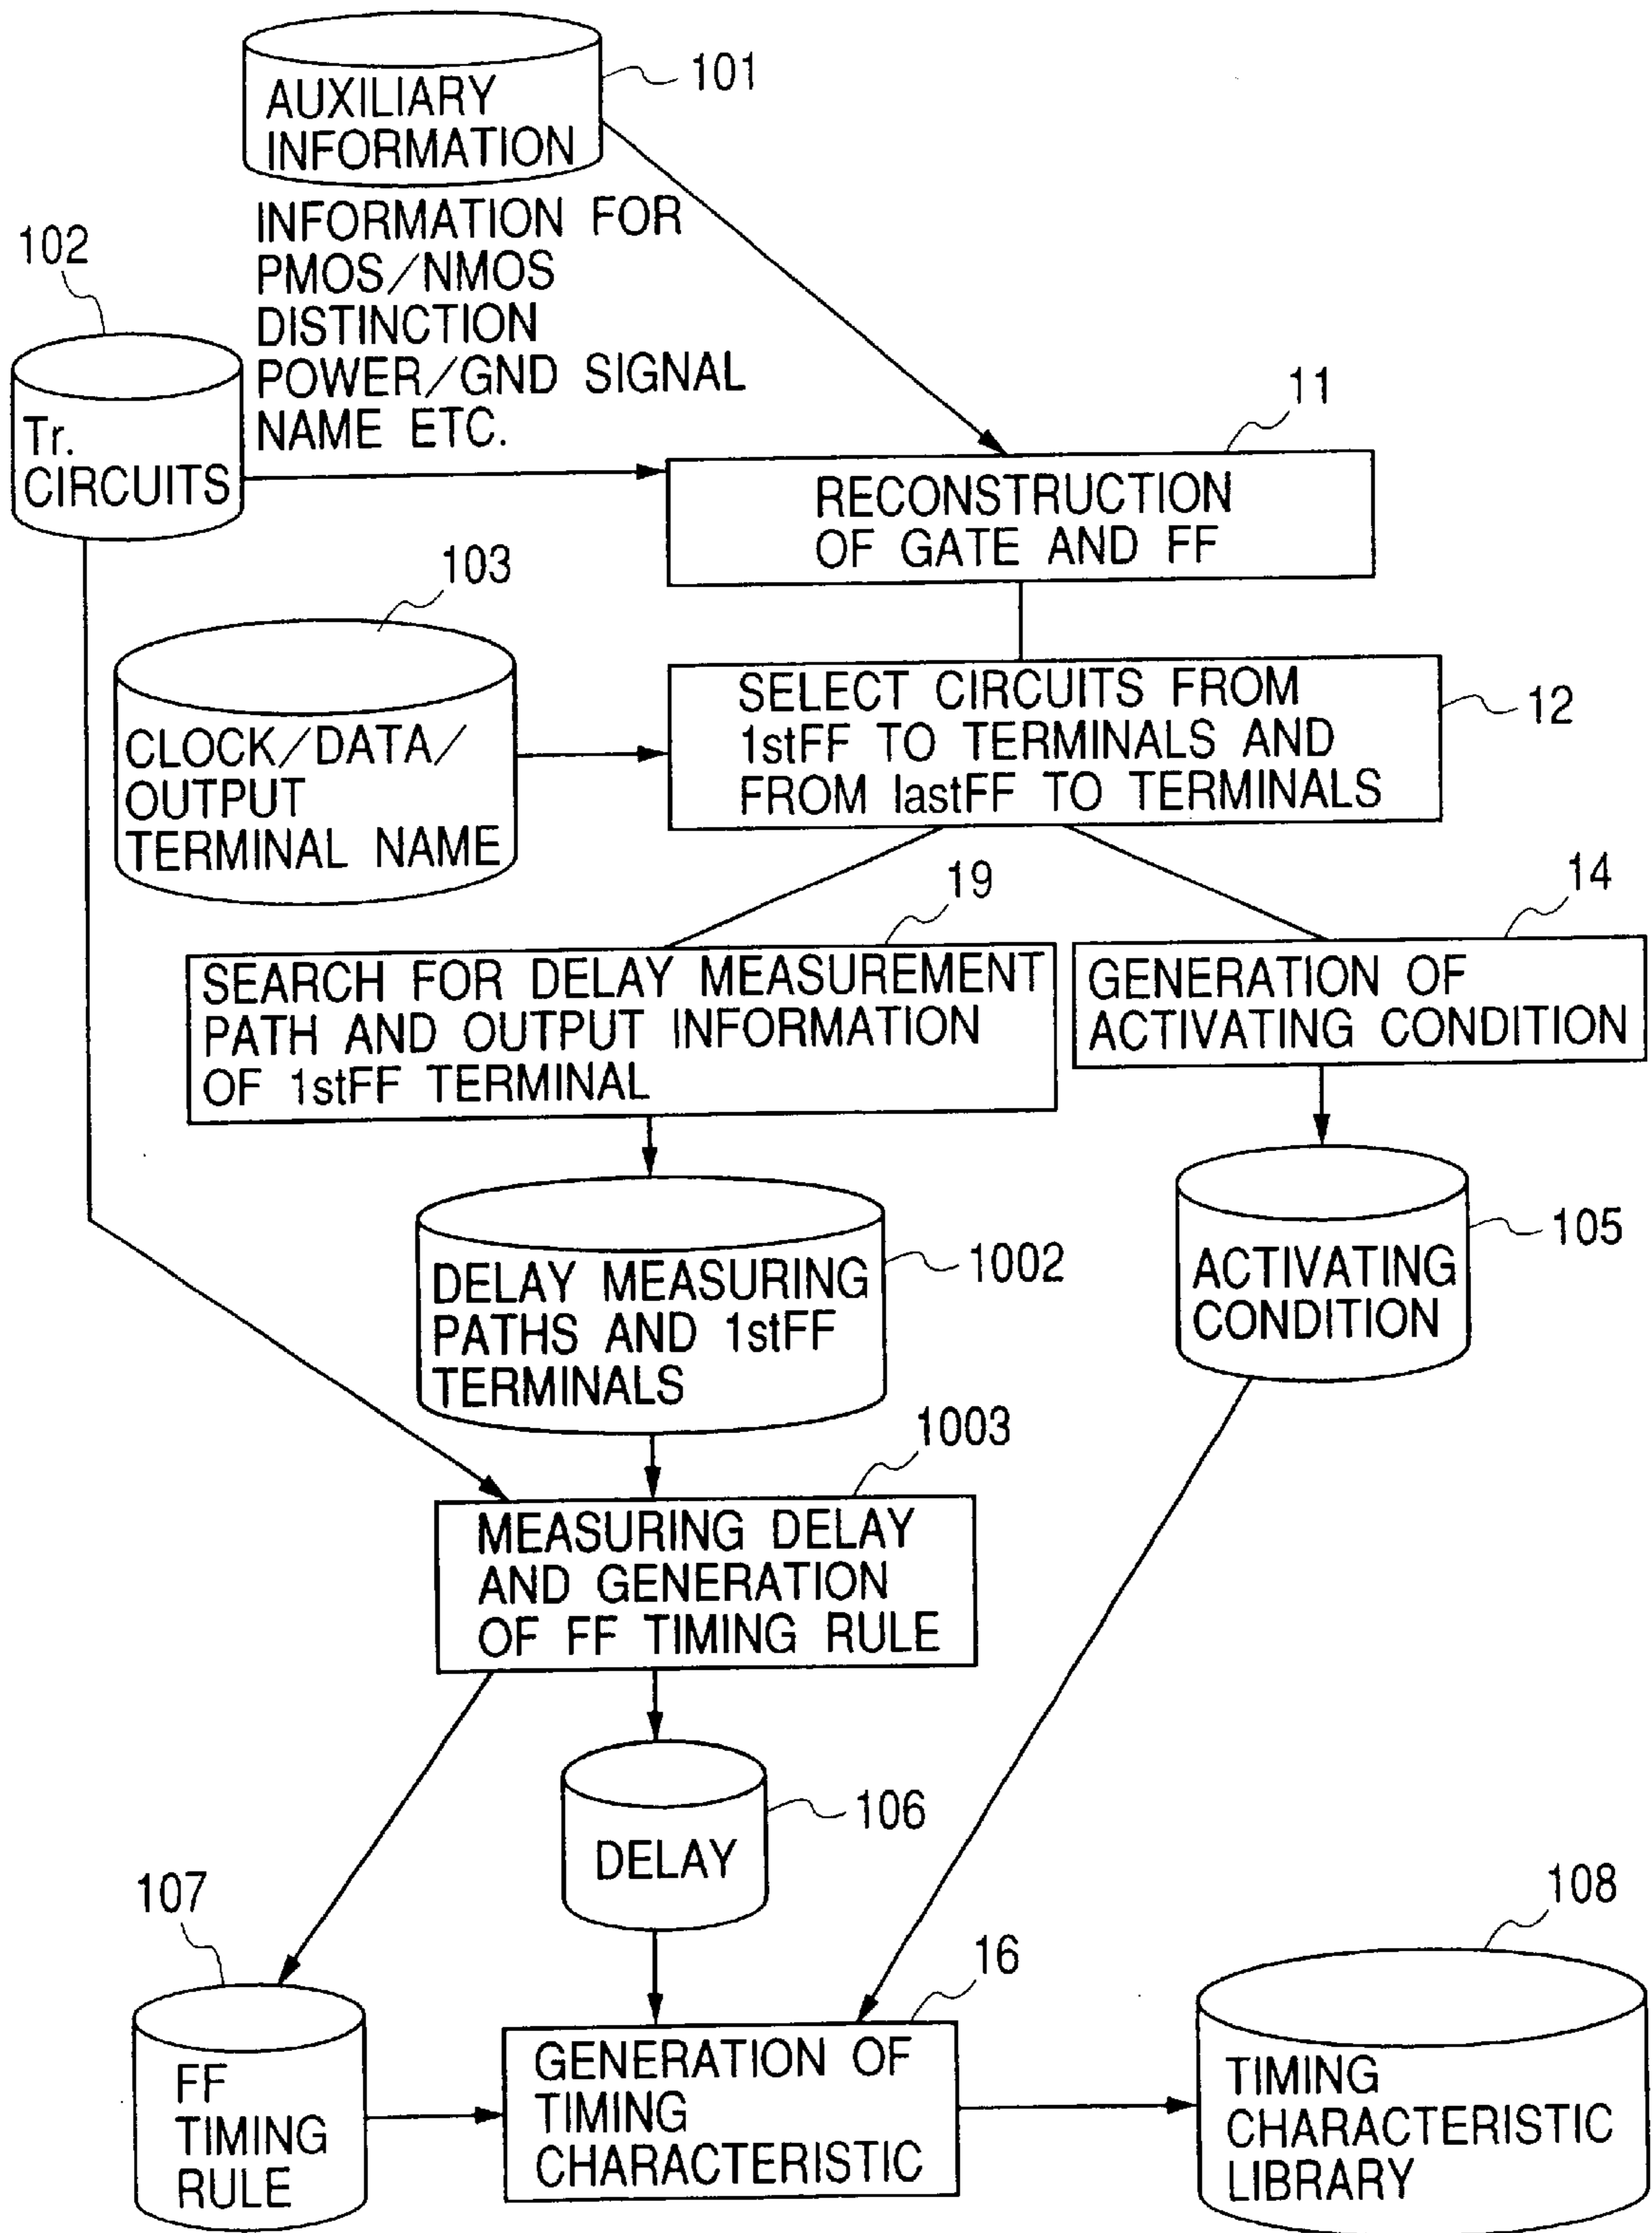 101
AUXILIARY
INFORMATION
INFORMATION FOR
PMOS/NMOS
DISTINCTION
POWER/GND SIGNAL
NAME ETC.
102
Tr.
CIRCUITS
11
RECONSTRUCTION
OF GATE AND FF
103
CLOCK/DATA/
OUTPUT
TERMINAL NAME
SELECT CIRCUITS FROM
1stFF TO TERMINALS AND
FROM lastFF TO TERMINALS
12
19
SEARCH FOR DELAY MEASUREMENT
PATH AND OUTPUT INFORMATION
OF 1stFF TERMINAL
14
GENERATION OF
ACTIVATING CONDITION
DELAY MEASURING
PATHS AND 1stFF
TERMINALS
1002
ACTIVATING
CONDITION
105
1003
MEASURING DELAY
AND GENERATION
OF FF TIMING RULE
DELAY
106
107
FF
TIMING
RULE
16
GENERATION OF
TIMING
CHARACTERISTIC
108
TIMING
CHARACTERISTIC
LIBRARY